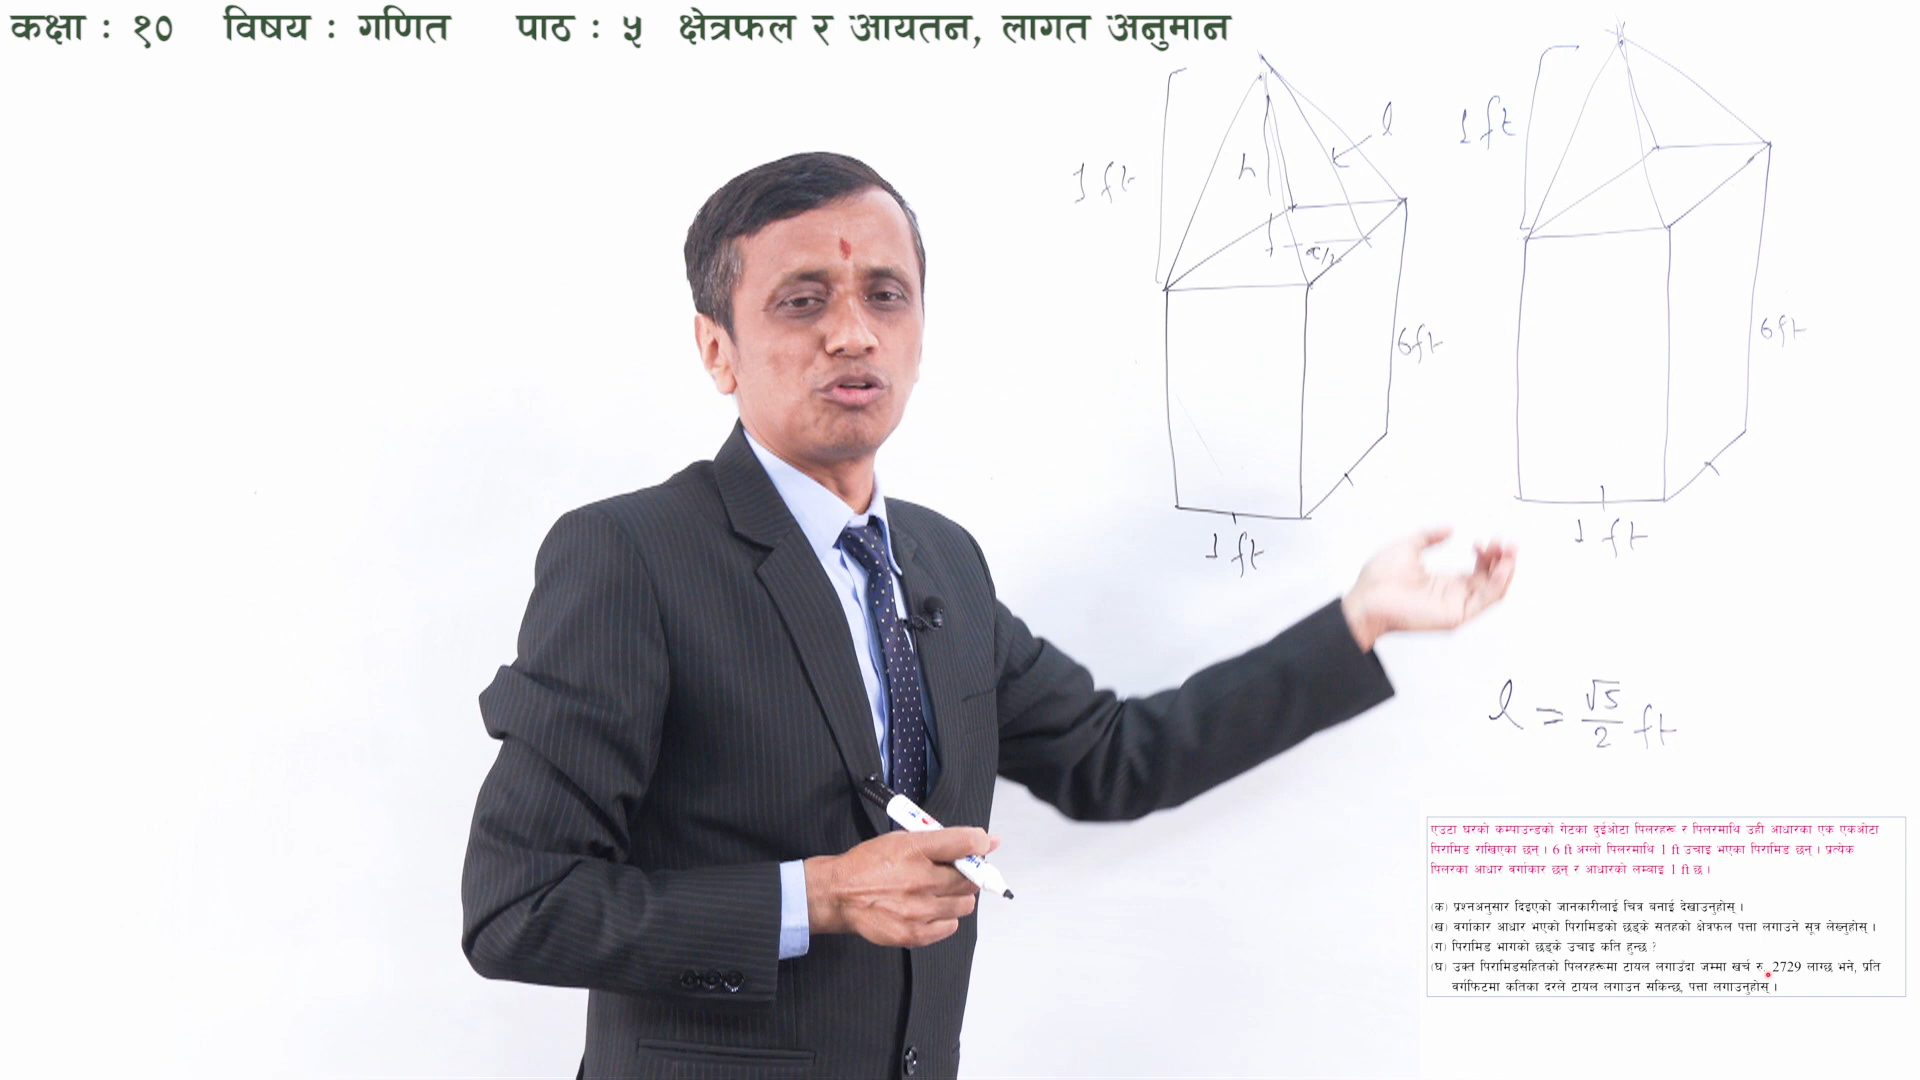 कक्षा : १० विषय : गणित पाठ : ५ क्षेत्रफल र आयतन, लागत अनुमान
1 ft
h
l
x/2
6ft
1 ft
1 ft
6ft
1 ft
l = √5/2 ft
एउटा घरको कम्पाउन्डको गेटका दुईओटा पिलरहरू र पिलरमाथि उही आधारका एक एकओटा
पिरामिड राखिएका छन् । 6 ft अग्लो पिलरमाथि 1 ft उचाइ भएका पिरामिड छन् । प्रत्येक
पिलरका आधार वर्गाकार छन् र आधारको लम्बाइ 1 ft छ ।
(क) प्रश्नअनुसार दिइएको जानकारीलाई चित्र बनाई देखाउनुहोस् ।
(ख) वर्गाकार आधार भएको पिरामिडको छड्के सतहको क्षेत्रफल पत्ता लगाउने सूत्र लेख्नुहोस् ।
(ग) पिरामिड भागको छड्के उचाइ कति हुन्छ ?
(घ) उक्त पिरामिडसहितको पिलरहरूमा टायल लगाउँदा जम्मा खर्च रु. 2729 लाग्छ भने, प्रति
वर्गफिटमा कतिका दरले टायल लगाउन सकिन्छ, पत्ता लगाउनुहोस् ।